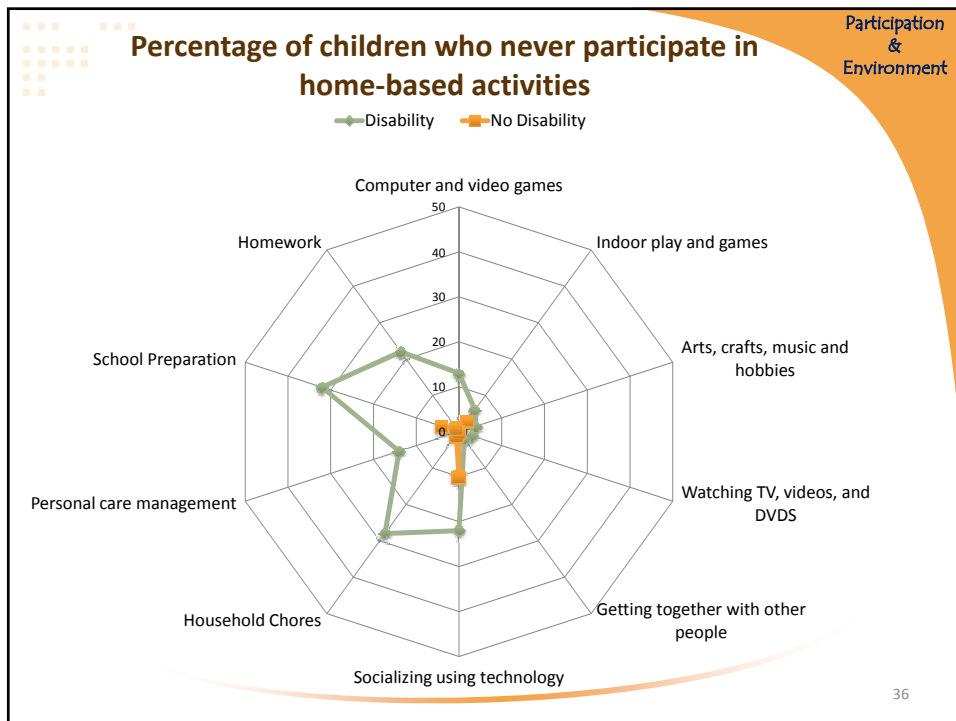 Participation
&
Environment
Percentage of children who never participate in
home-based activities
Disability
No Disability
Computer and video games
Indoor play and games
Arts, crafts, music and
hobbies
Watching TV, videos, and
DVDS
Getting together with other
people
Socializing using technology
Household Chores
Personal care management
School Preparation
Homework
50
40
30
20
10
0
36